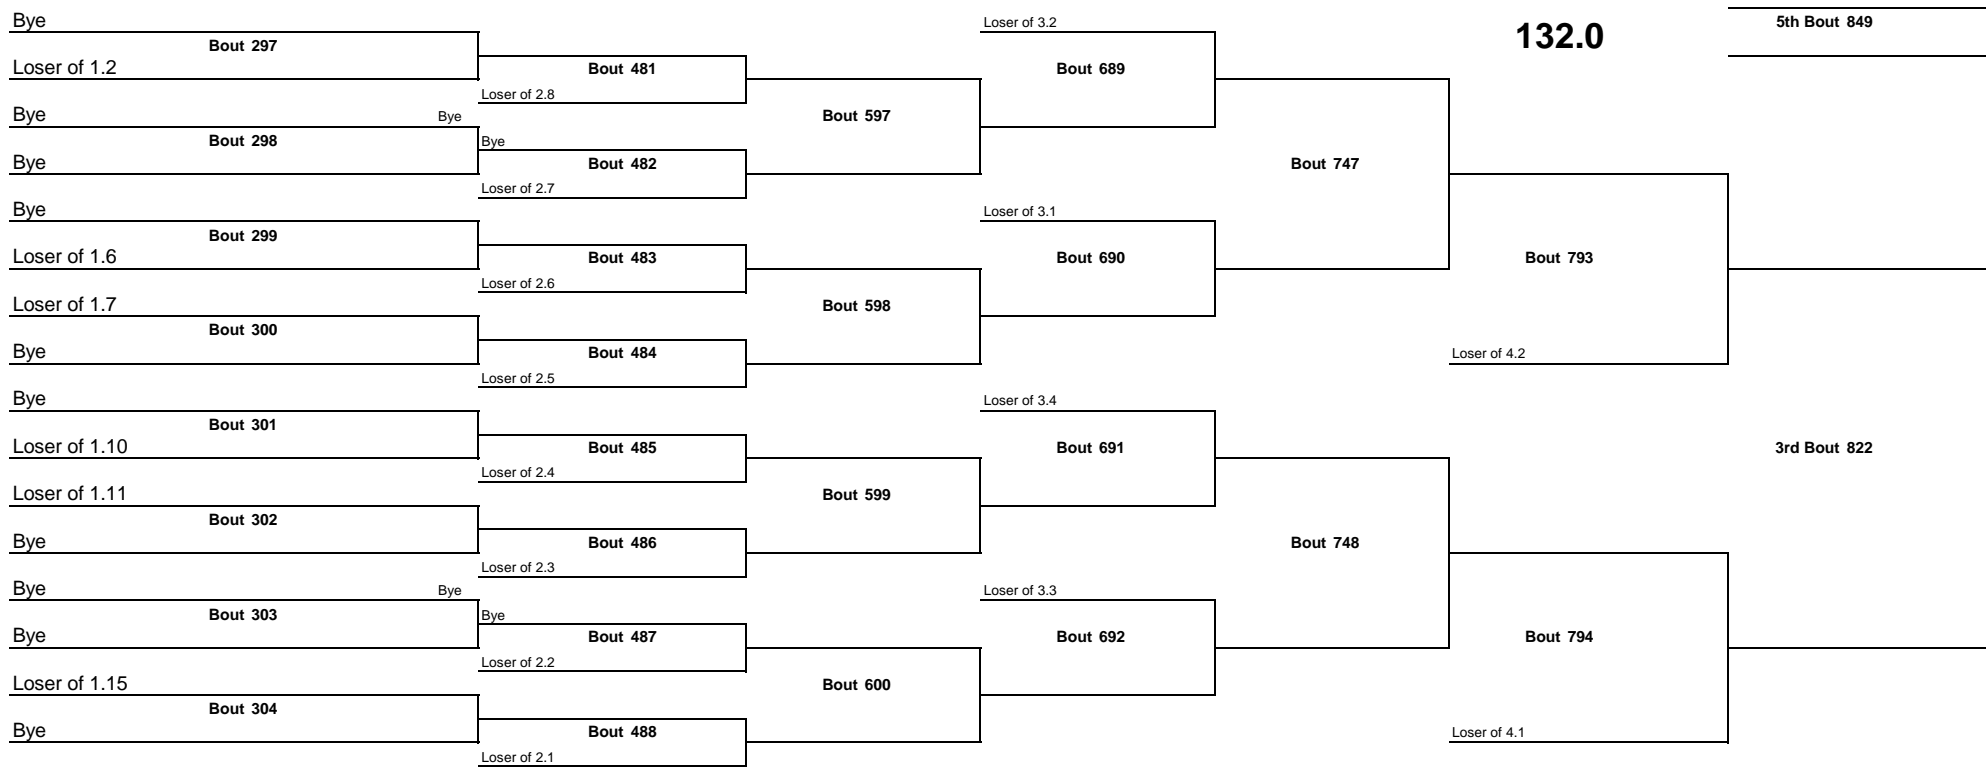 Bye
Bout 297
Loser of 1.2
Bye
Bye
Bout 298
Bye
Bye
Bout 299
Loser of 1.6
Loser of 1.7
Bout 300
Bye
Bye
Bout 301
Loser of 1.10
Loser of 1.11
Bout 302
Bye
Bye
Bye
Bout 303
Bye
Loser of 1.15
Bout 304
Bye
Bout 481
Loser of 2.8
Bye
Bout 482
Loser of 2.7
Bout 483
Loser of 2.6
Bout 484
Loser of 2.5
Bout 485
Loser of 2.4
Bout 486
Loser of 2.3
Bye
Bout 487
Loser of 2.2
Bout 488
Loser of 2.1
Bout 597
Bout 598
Bout 599
Bout 600
Loser of 3.2
Bout 689
Loser of 3.1
Bout 690
Loser of 3.4
Bout 691
Loser of 3.3
Bout 692
Bout 747
Bout 748
132.0
Bout 793
Loser of 4.2
Bout 794
Loser of 4.1
5th Bout 849
3rd Bout 822